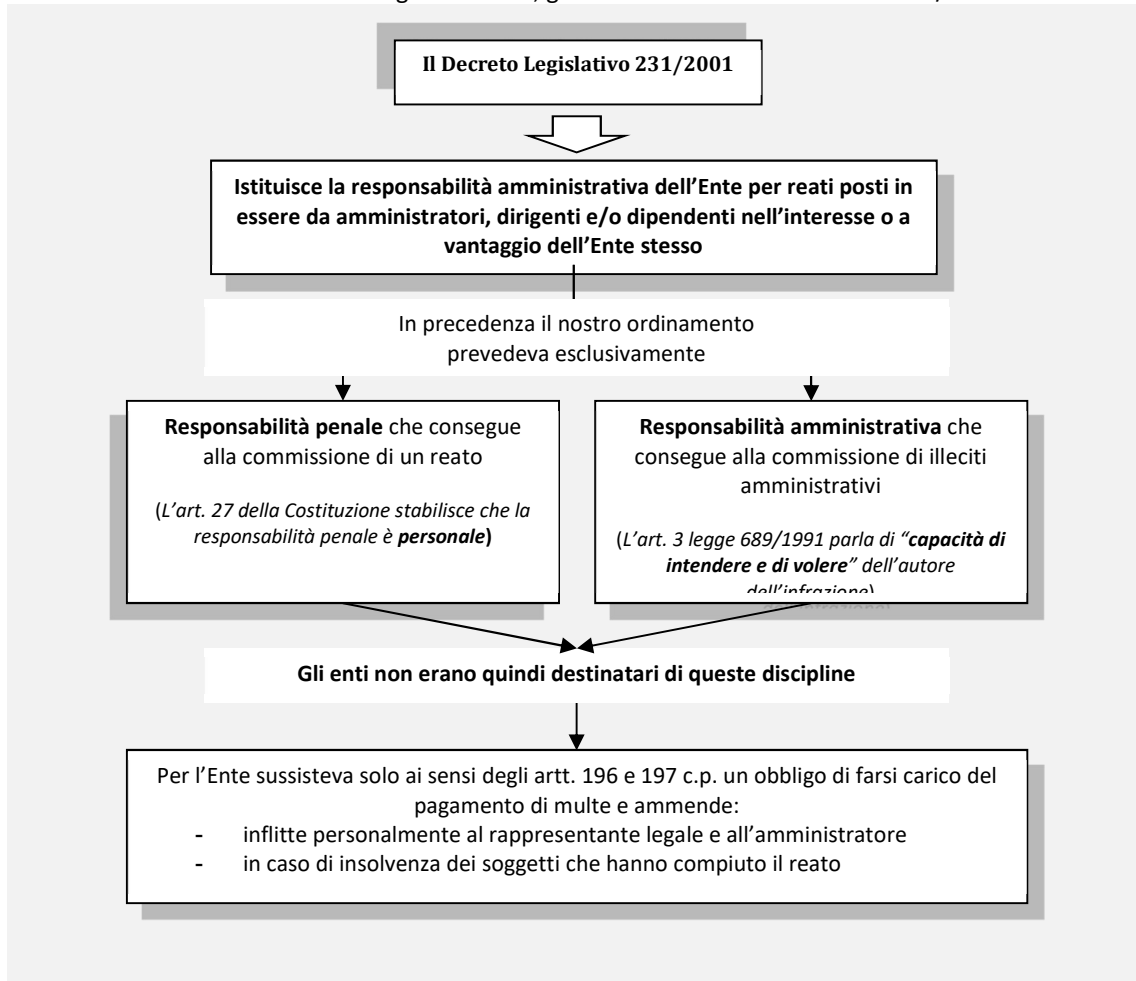 Il Decreto Legislativo 231/2001
Istituisce la responsabilità amministrativa dell’Ente per reati posti in
essere da amministratori, dirigenti e/o dipendenti nell’interesse o a
vantaggio dell’Ente stesso
In precedenza il nostro ordinamento
prevedeva esclusivamente
Responsabilità penale che consegue
alla commissione di un reato
(L’art. 27 della Costituzione stabilisce che la
responsabilità penale è personale)
Responsabilità amministrativa che
consegue alla commissione di illeciti
amministrativi
(L’art. 3 legge 689/1991 parla di “capacità di
intendere e di volere” dell’autore
dell’infrazione)
Gli enti non erano quindi destinatari di queste discipline
Per l’Ente sussisteva solo ai sensi degli artt. 196 e 197 c.p. un obbligo di farsi carico del
pagamento di multe e ammende:
- inflitte personalmente al rappresentante legale e all’amministratore
- in caso di insolvenza dei soggetti che hanno compiuto il reato